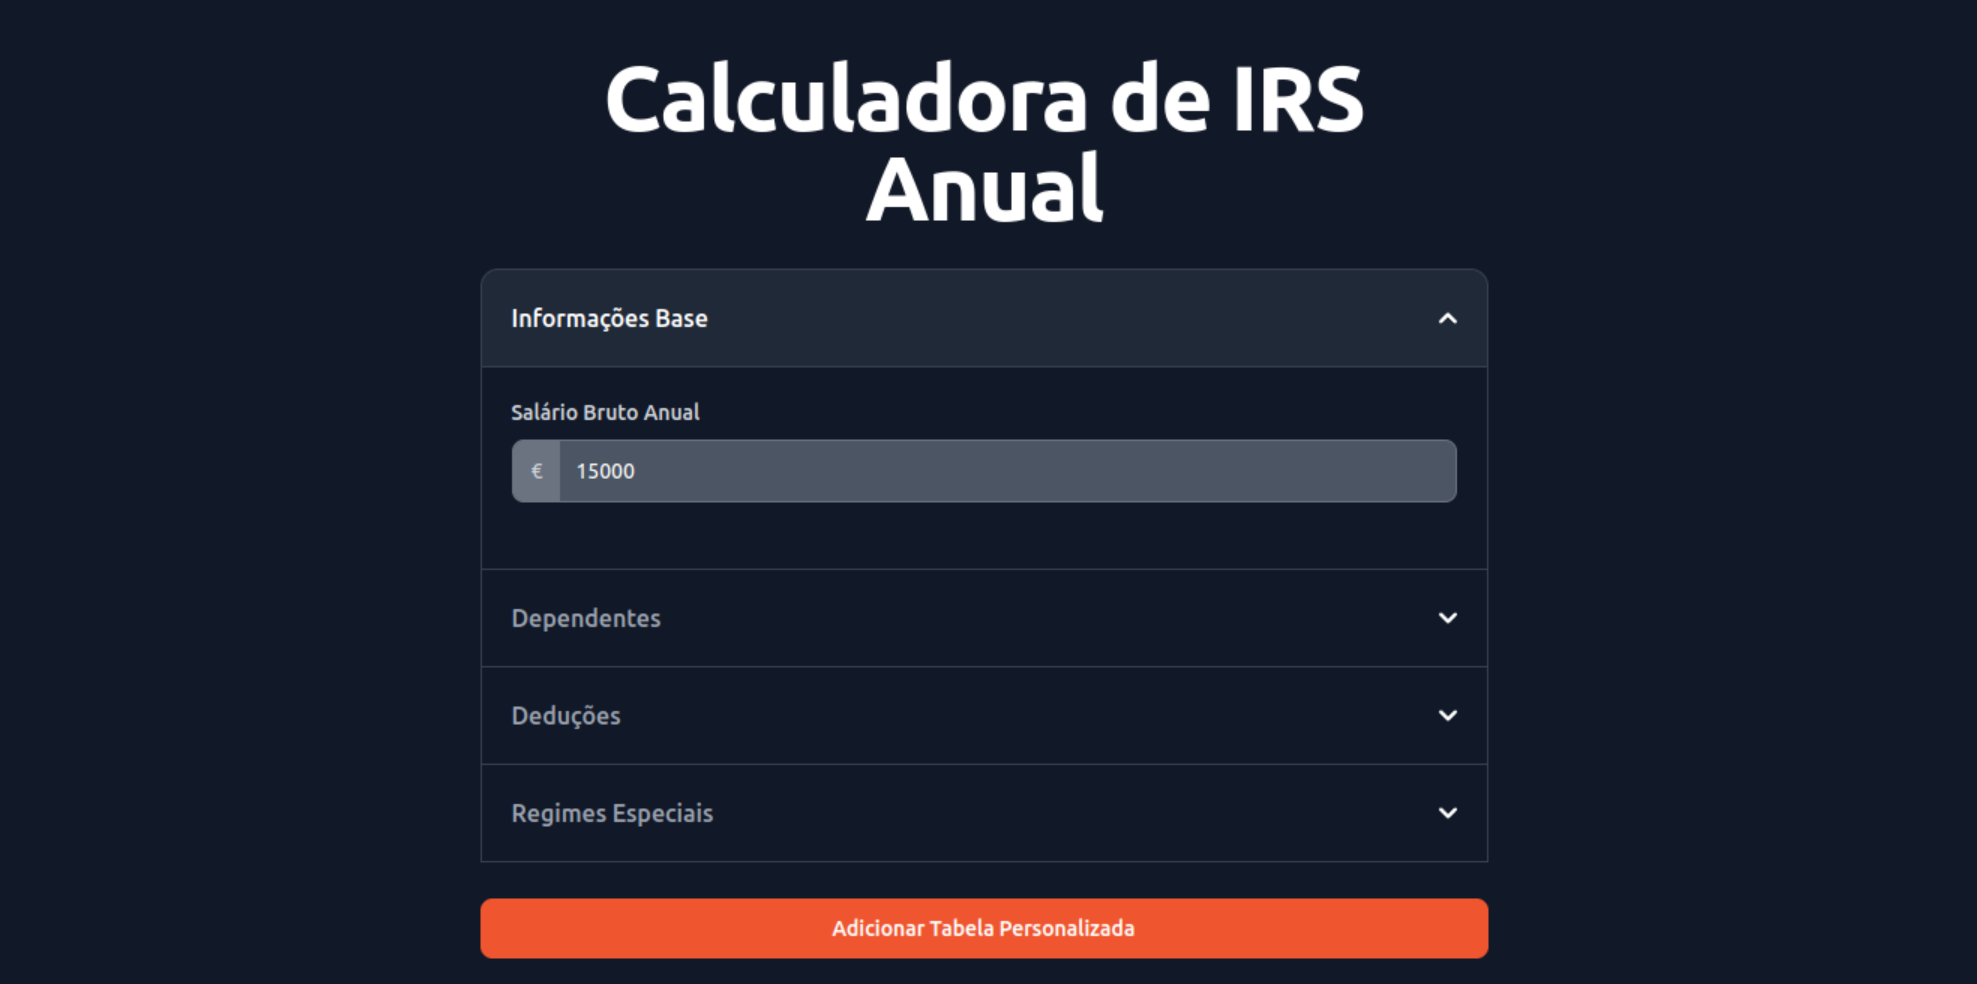 Calculadora de IRS
Anual
Informações Base
Salário Bruto Anual
€ 15000
Dependentes
Deduções
Regimes Especiais
Adicionar Tabela Personalizada